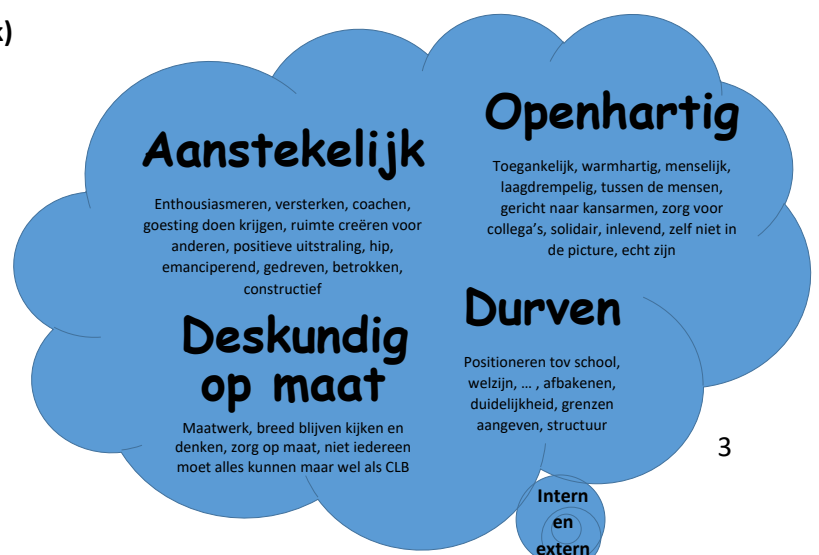 k)
Aanstekelijk
Enthousiasmeren, versterken, coachen,
goesting doen krijgen, ruimte creëren voor
anderen, positieve uitstraling, hip,
emanciperend, gedreven, betrokken,
constructief
Openhartig
Toegankelijk, warmhartig, menselijk,
laagdrempelig, tussen de mensen,
gericht naar kansarmen, zorg voor
collega’s, solidair, inlevend, zelf niet in
de picture, echt zijn
Deskundig
op maat
Maatwerk, breed blijven kijken en
denken, zorg op maat, niet iedereen
moet alles kunnen maar wel als CLB
Durven
Positioneren tov school,
welzijn, … , afbakenen,
duidelijkheid, grenzen
aangeven, structuur
3
Intern
en
extern